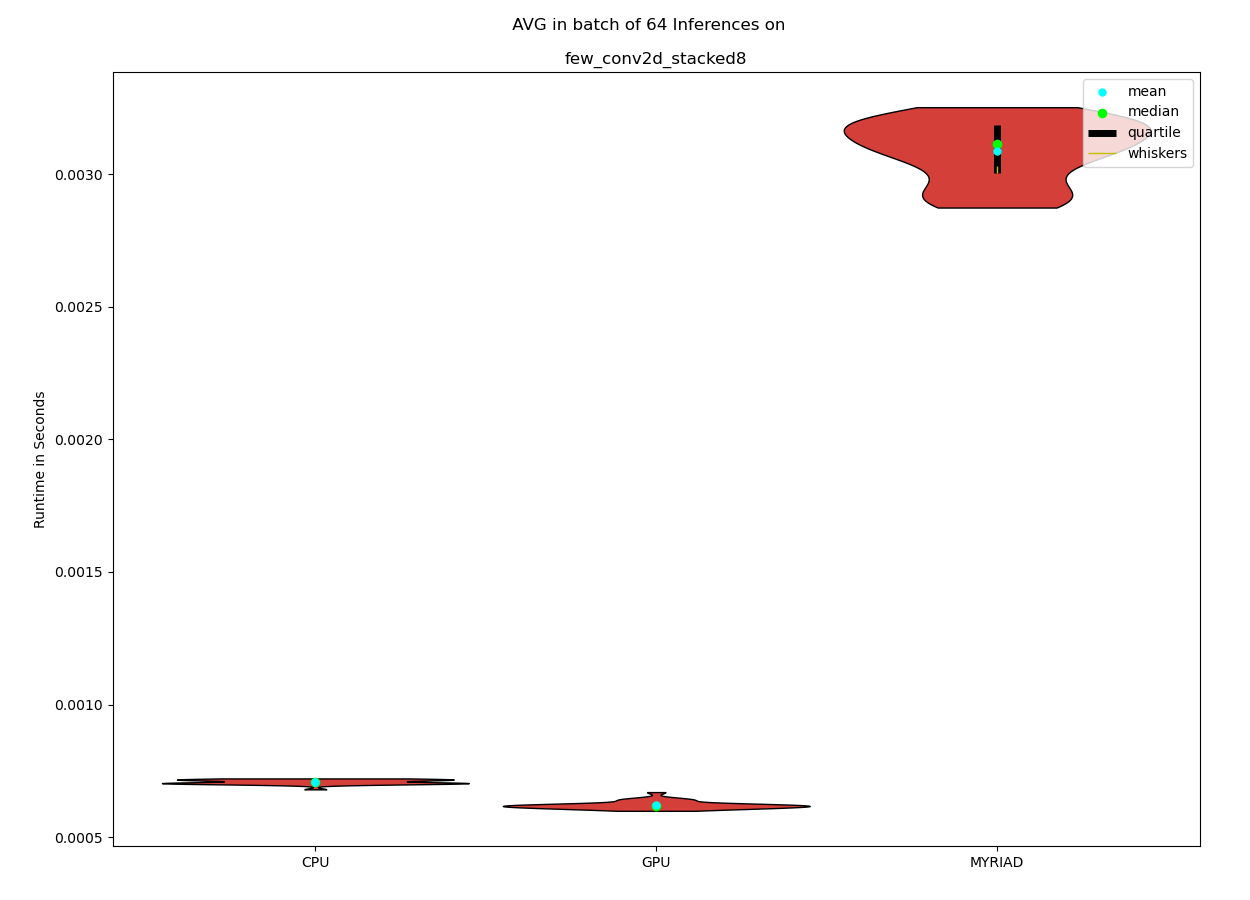 AVG in batch of 64 Inferences on
few_conv2d_stacked8
mean
median
quartile
whiskers
0.0030
0.0025
0.0020
0.0015
0.0010
0.0005
Runtime in Seconds
CPU GPU MYRIAD